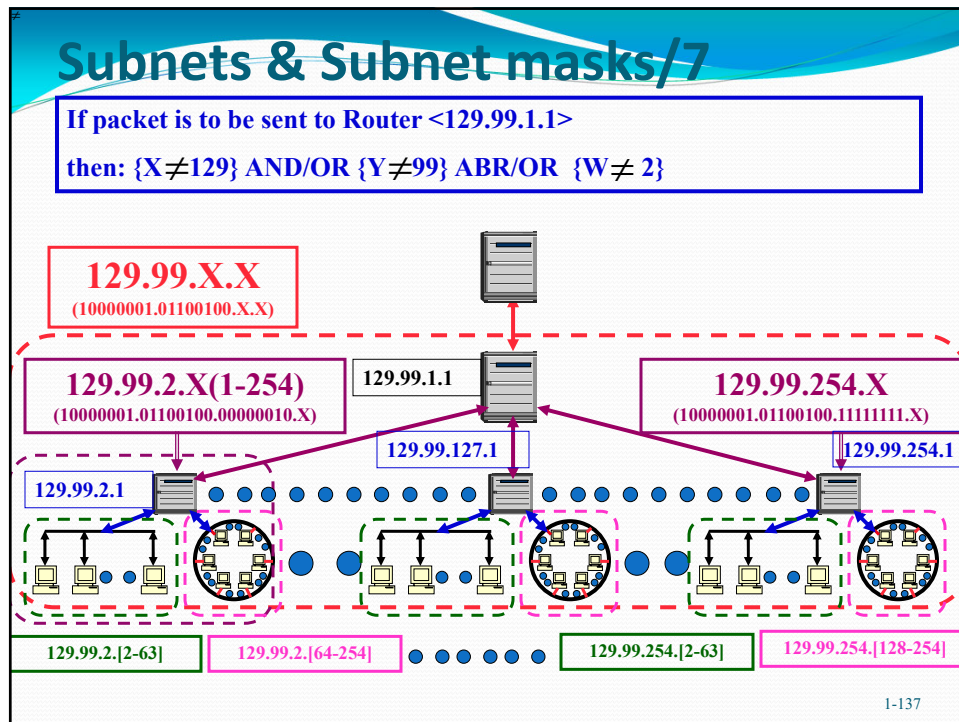 ≠
Subnets & Subnet masks/7
If packet is to be sent to Router <129.99.1.1>
then: {X≠129} AND/OR {Y≠99} ABR/OR {W≠ 2}
129.99.X.X
(10000001.01100100.X.X)
129.99.2.X(1-254)
(10000001.01100100.00000010.X)
129.99.1.1
129.99.254.X
(10000001.01100100.11111111.X)
129.99.127.1
129.99.254.1
129.99.2.1
129.99.2.[2-63]
129.99.2.[64-254]
129.99.254.[2-63]
129.99.254.[128-254]
1-137